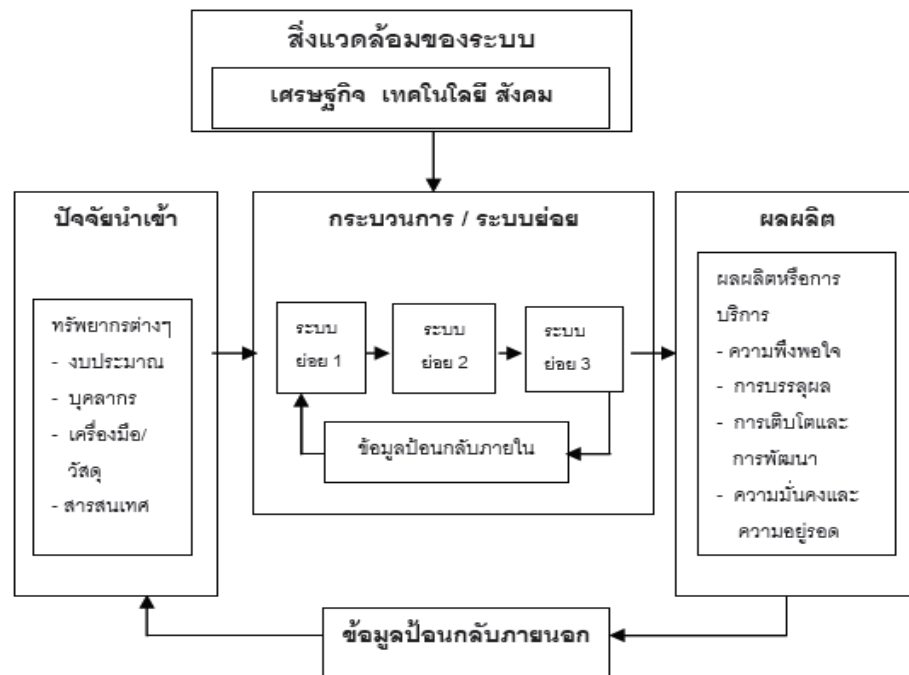 สิ่งแวดล้อมของระบบ
เศรษฐกิจ เทคโนโลยี สังคม
ปัจจัยนำเข้า
ทรัพยากรต่างๆ
- งบประมาณ
- บุคลากร
- เครื่องมือ/
วัสดุ
- สารสนเทศ
กระบวนการ / ระบบย่อย
ระบบ
ย่อย 1
ระบบ
ย่อย 2
ระบบ
ย่อย 3
ข้อมูลป้อนกลับภายใน
ผลผลิต
ผลผลิตหรือการ
บริการ
- ความพึงพอใจ
- การบรรลุผล
- การเติบโตและ
การพัฒนา
- ความมั่นคงและ
ความอยู่รอด
ข้อมูลป้อนกลับภายนอก